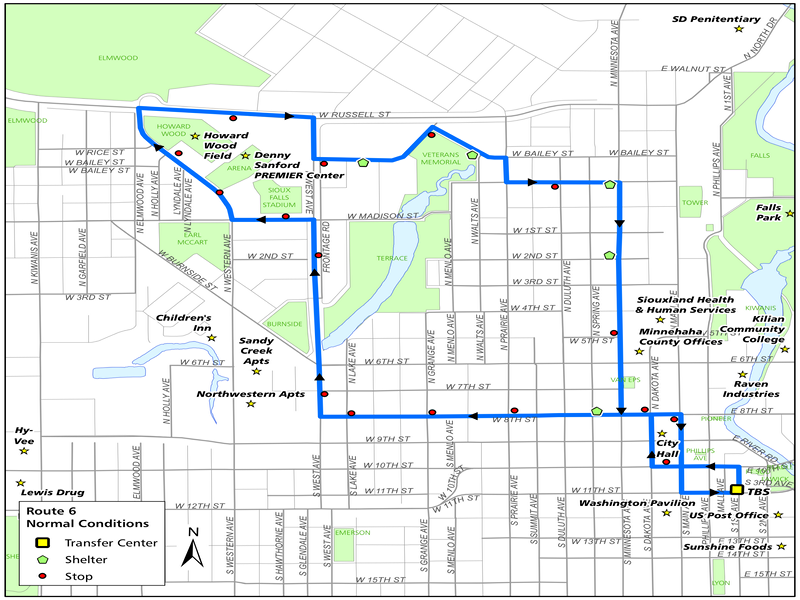 SD Penitentiary
N NORTH DR
N MINNESOTA AVE
ELMWOOD
E WALNUT ST
N 1ST AVE
W RUSSELL ST
ELMWOOD
HOWARD
WOOD
Howard
Wood
Field
W RICE ST
W BAILEY ST
W BAILEY ST
W BAILEY ST
W BAILEY ST
VETERANS
MEMORIAL
FALLS
N PHILLIPS AVE
Denny
Sanford
PREMIER Center
ARENA
SIOUX
FALLS
STADIUM
WEST AVE
N ELMWOOD AVE
N HOLLY AVE
LYNDALE AVE
N LYNDALE AVE
TOWER
Falls
Park
W MADISON ST
N WALTS AVE
W 1ST ST
EARL
MCCART
N KIWANIS AVE
N GARFIELD AVE
N WESTERN AVE
FRONTAGE RD
W 2ND ST
W 2ND ST
W BURNSIDE ST
TERRACE
N MENLO AVE
N DULUTH AVE
W 3RD ST
W 3RD ST
W 4TH ST
N SPRING AVE
N PRAIRIE AVE
Siouxland Health
& Human Services
KIWANIS
Kilian
Community
College
Children's
Inn
BURNSIDE
Minnehaha
County Offices
W 5TH ST
Sandy
Creek
Apts
N LAKE AVE
N GRANGE AVE
N MENLO AVE
N WALTS AVE
W 6TH ST
W 6TH ST
E 6TH ST
N HOLLY AVE
Northwestern Apts
W 7TH ST
VAN EPS
N DAKOTA AVE
Raven
Industries
W 8TH ST
E 8TH ST
PIONEER
Hy-
Vee
W 9TH ST
City
Hall
PHILLIPS
AVE
E RIVER RD
ELMWOOD AVE
S WEST AVE
S LAKE AVE
S MENLO AVE
W 10TH ST
W 10TH ST
E 10TH ST
S 3RD AVE
Lewis Drug
W 11TH ST
W 11TH ST
W 11TH ST
TBS
W 12TH ST
Washington Pavilion
US Post Office
Route 6
Normal Conditions
Transfer Center
Shelter
Stop
N
S WESTERN AVE
S HAWTHORNE AVE
S GLENDALE AVE
S WEST AVE
EMERSON
S GRANGE AVE
S MENLO AVE
S PRAIRIE AVE
S SUMMIT AVE
S DULUTH AVE
S MINNESOTA AVE
S DAKOTA AVE
W 13TH ST
E 13TH ST
Sunshine Foods
E 14TH ST
W 15TH ST
E 15TH ST
LYON